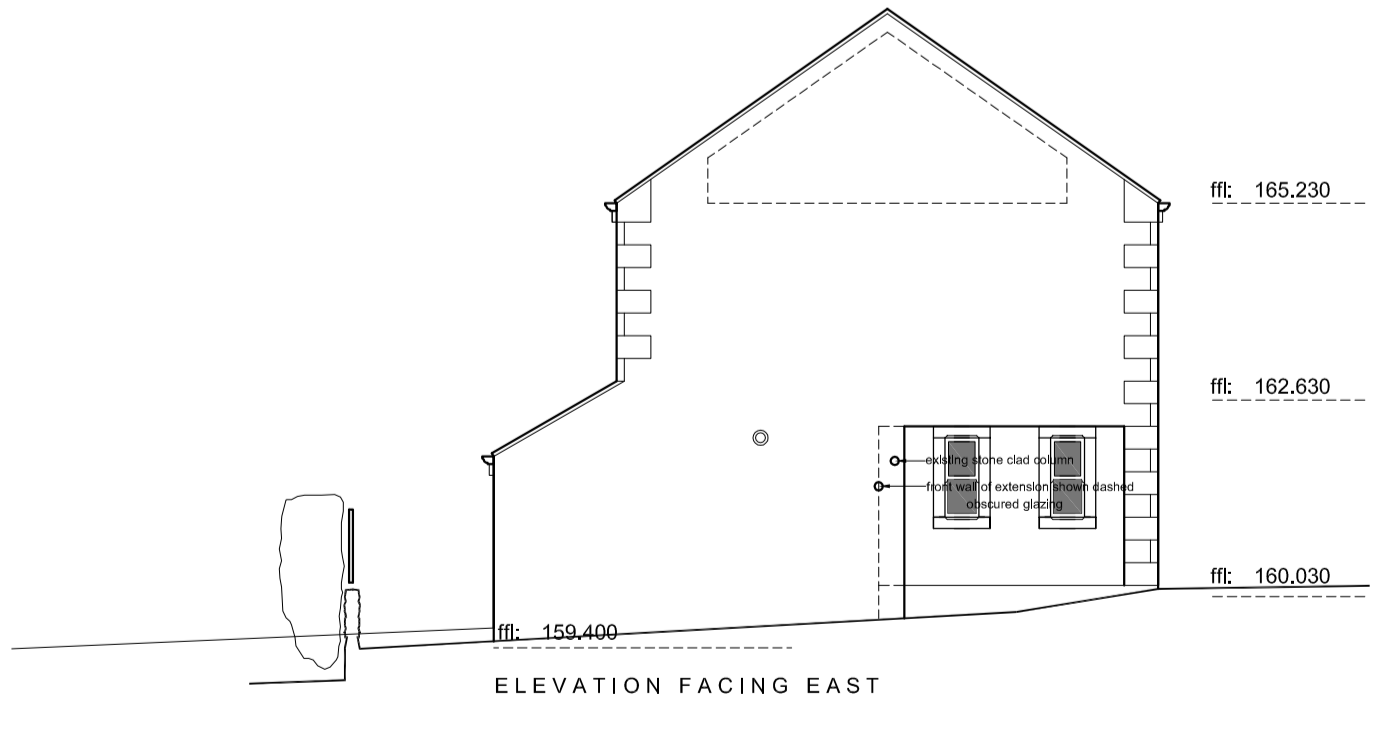 ffl: 165.230
ffl: 162.630
existing stone clad column
front wall of extension shown dashed
obscured glazing
ffl: 160.030
ffl: 159.400
ELEVATION FACING EAST